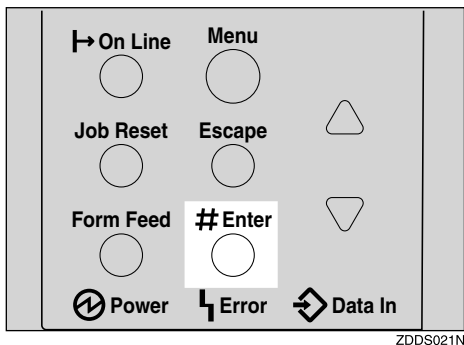 On Line Menu
Job Reset Escape
Form Feed # Enter
Power Error Data In
ZDDS021N